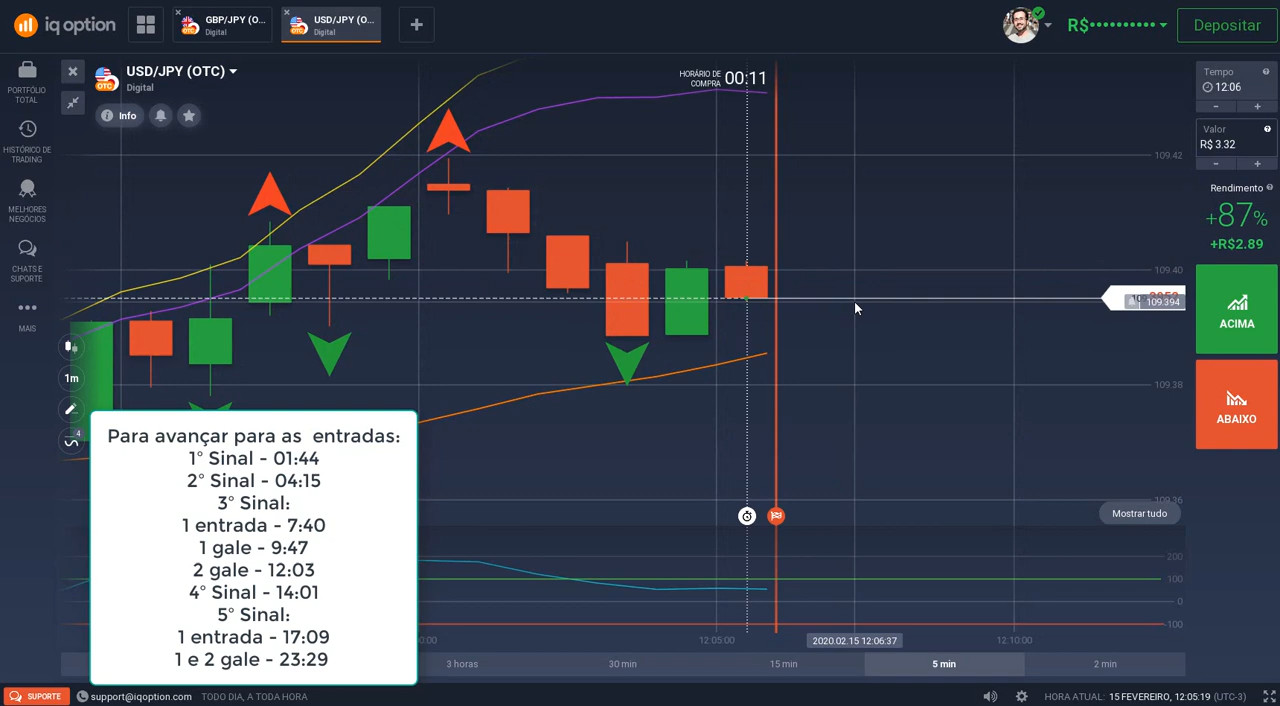 iq option
GBP/JPY (O...
Digital
USD/JPY (O...
Digital
R$••••••••••
Depositar
PORTFÓLIO
TOTAL
HISTÓRICO DE
TRADING
MELHORES
NEGÓCIOS
CHATS E
SUPORTE
MAIS
OTC
USD/JPY (OTC)
Digital
Info
HORÁRIO DE
COMPRA
00:11
1m
4
109.42
109.40
109.394
109.38
109.36
Mostrar tudo
200
100
0
-100
Tempo
12:06
- +
Valor
R$ 3.32
- +
Rendimento
+87%
+R$2.89
ACIMA
ABAIXO
Para avançar para as entradas:
1° Sinal - 01:44
2° Sinal - 04:15
3° Sinal:
1 entrada - 7:40
1 gale - 9:47
2 gale - 12:03
4° Sinal - 14:01
5° Sinal:
1 entrada - 17:09
1 e 2 gale - 23:29
12:05:00
2020.02.15 12:06:37
12:10:00
3 horas
30 min
15 min
5 min
2 min
SUPORTE
support@iqoption.com
TODO DIA, A TODA HORA
HORA ATUAL: 15 FEVEREIRO, 12:05:19 (UTC-3)